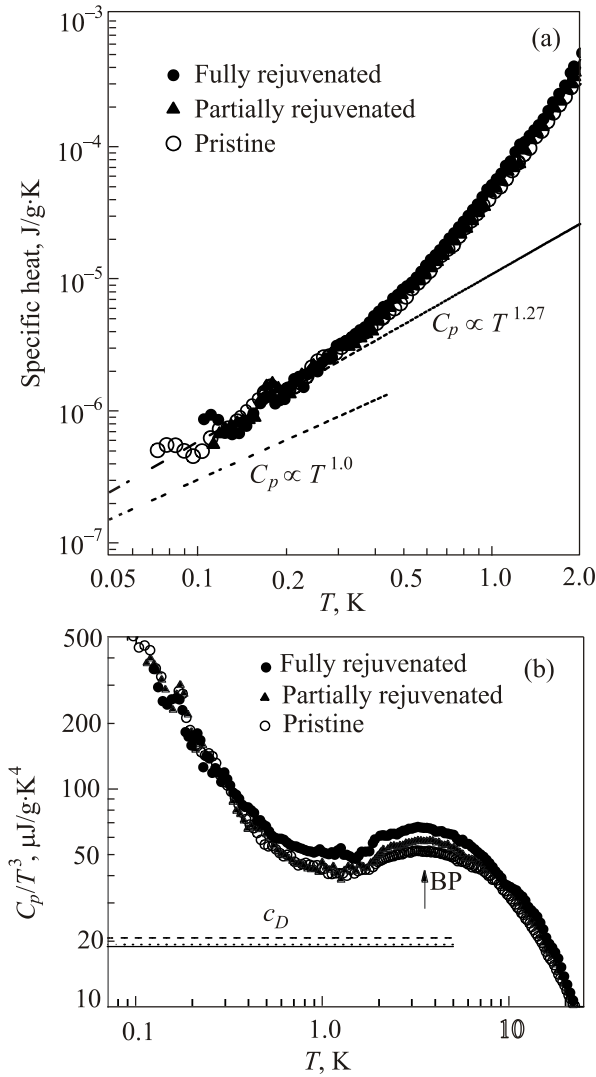 (a)
Fully rejuvenated
Partially rejuvenated
Pristine
Specific heat, J/g·K
10⁻³
10⁻⁴
10⁻⁵
10⁻⁶
10⁻⁷
C_p ∝ T^1.27
C_p ∝ T^1.0
0.05 0.1 0.2 0.5 1.0 2.0
T, K
(b)
Fully rejuvenated
Partially rejuvenated
Pristine
C_p/T³, μJ/g·K⁴
500
200
100
50
20
10
BP
c_D
0.1 1.0 10
T, K